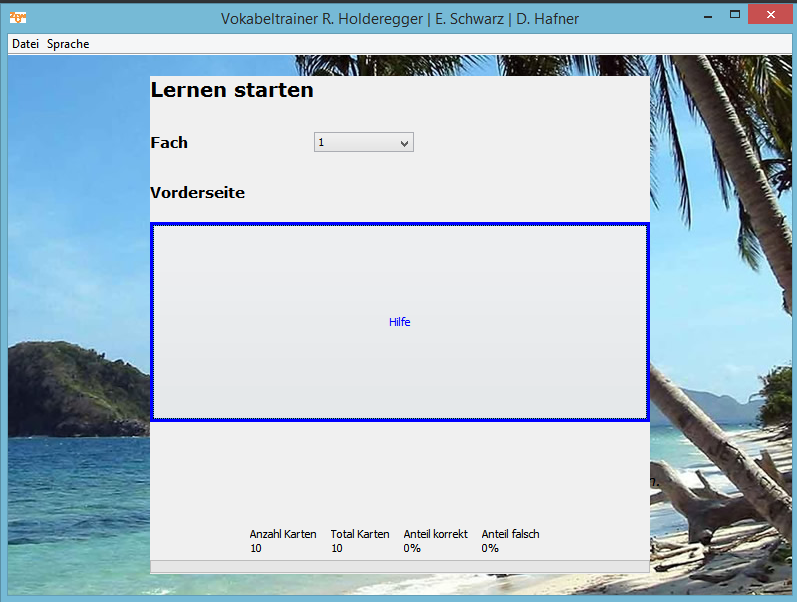 Vokabeltrainer R. Holderegger | E. Schwarz | D. Hafner
Datei Sprache
Lernen starten
Fach 1
Vorderseite
Hilfe
Anzahl Karten Total Karten Anteil korrekt Anteil falsch
10 10 0% 0%